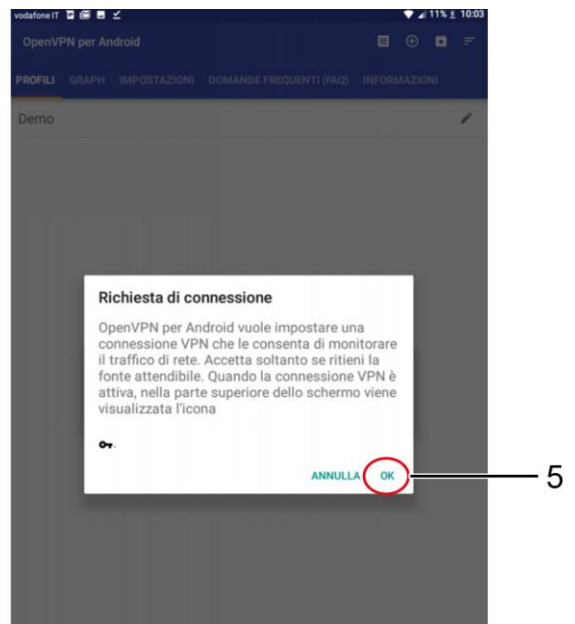 vodafone IT 11% 10:03
OpenVPN per Android
PROFILI GRAPH IMPOSTAZIONI DOMANDE FREQUENTI (FAQ) INFORMAZIONI
Demo
Richiesta di connessione
OpenVPN per Android vuole impostare una
connessione VPN che le consenta di monitorare
il traffico di rete. Accetta soltanto se ritieni la
fonte attendibile. Quando la connessione VPN è
attiva, nella parte superiore dello schermo viene
visualizzata l'icona
.
ANNULLA OK
5